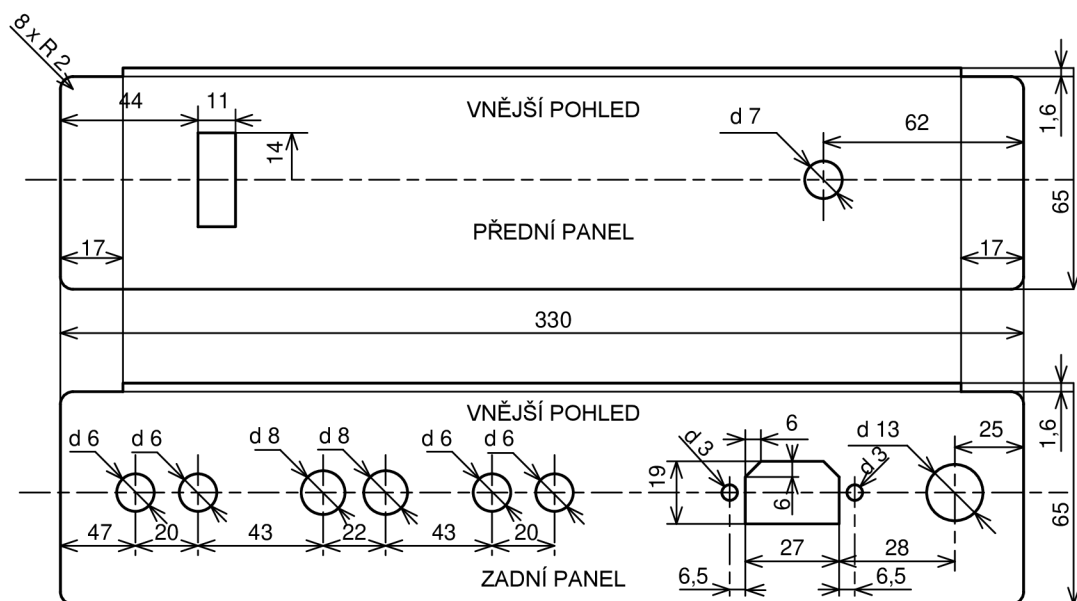 8 x R 2
44
11
VNĚJŠÍ POHLED
d 7
62
1,6
14
65
PŘEDNÍ PANEL
17
17
330
VNĚJŠÍ POHLED
d 6
d 6
d 8
d 8
d 6
d 6
d 3
6
d 13
25
1,6
19
6
d 3
65
47
20
43
22
43
20
27
28
ZADNÍ PANEL
6,5
6,5